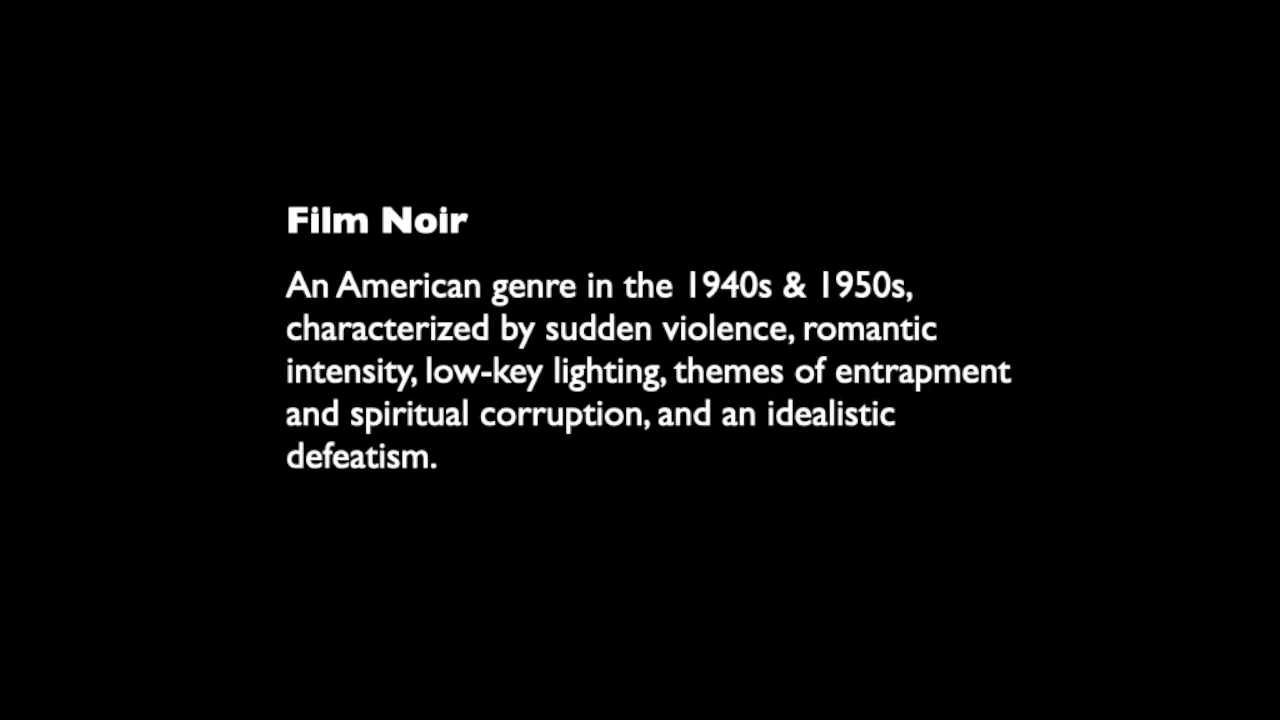 Film Noir
An American genre in the 1940s & 1950s,
characterized by sudden violence, romantic
intensity, low-key lighting, themes of entrapment
and spiritual corruption, and an idealistic
defeatism.